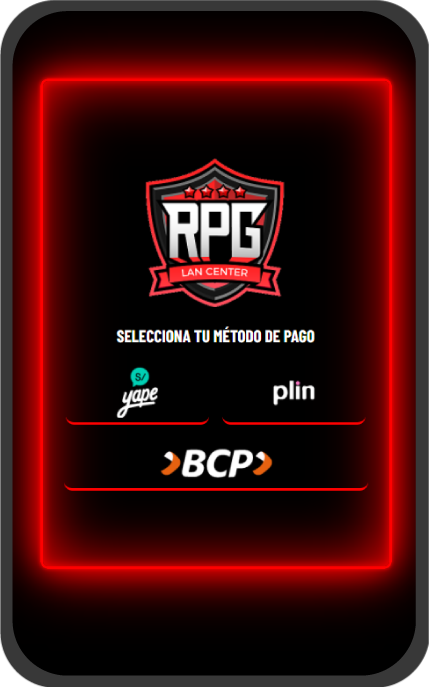 RPG
LAN CENTER
SELECCIONA TU MÉTODO DE PAGO
S/
yape
plin
BCP